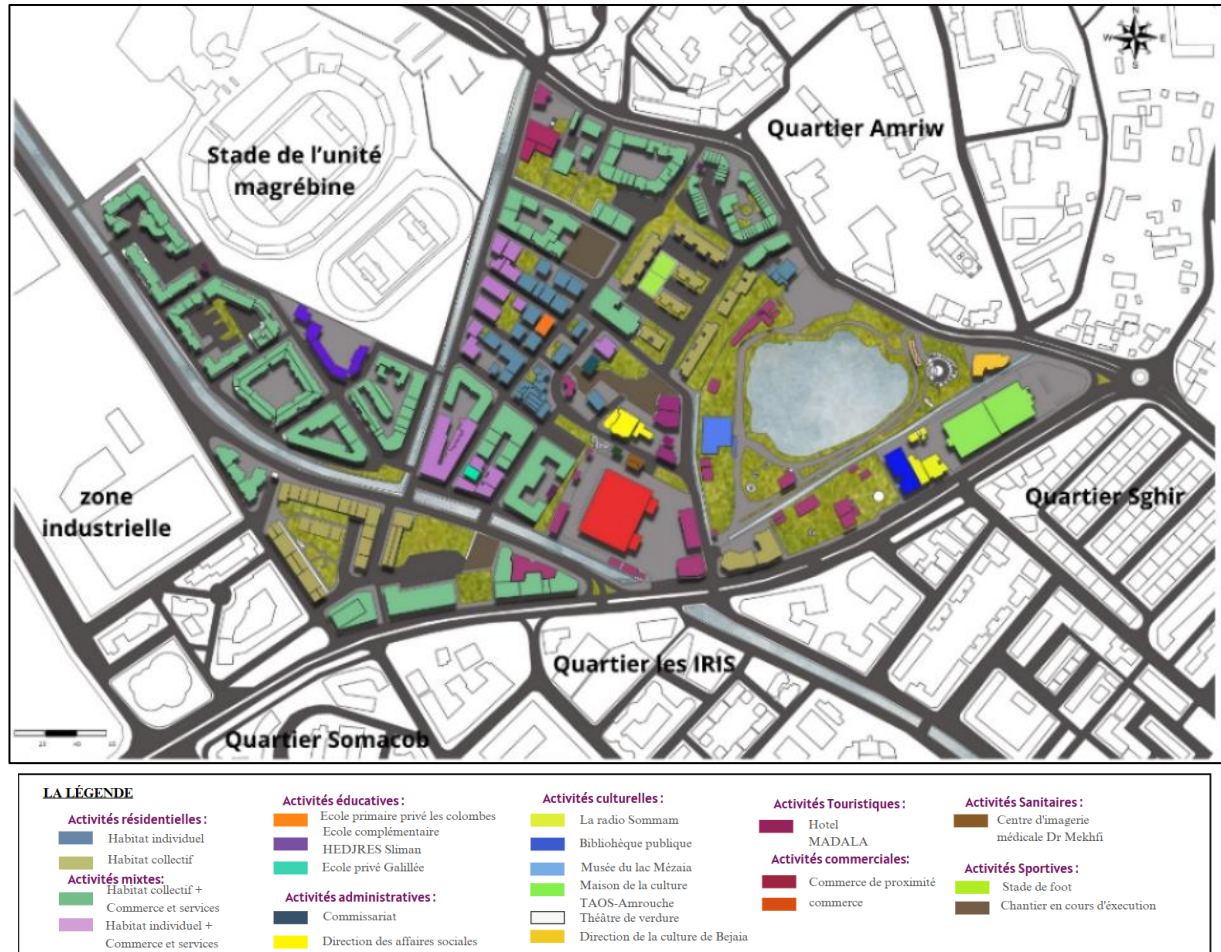 N
W E
S
Quartier Amriw
Stade de l'unité
magrébine
zone
industrielle
Quartier Sghir
Quartier les IRIS
Quartier Somacob
LA LÉGENDE
Activités résidentielles :
Habitat individuel
Habitat collectif
Activités mixtes:
Habitat collectif +
Commerce et services
Habitat individuel +
Commerce et services
Activités éducatives :
Ecole primaire privé les colombes
Ecole complémentaire
HEDJRES Sliman
Ecole privé Galillée
Activités administratives :
Commissariat
Direction des affaires sociales
Activités culturelles :
La radio Sommam
Bibliohèque publique
Musée du lac Mézaia
Maison de la culture
TAOS-Amrouche
Théâtre de verdure
Direction de la culture de Bejaia
Activités Touristiques :
Hotel
MADALA
Activités commerciales:
Commerce de proximité
commerce
Activités Sanitaires :
Centre d'imagerie
médicale Dr Mekhfi
Activités Sportives :
Stade de foot
Chantier en cours d'éxecution